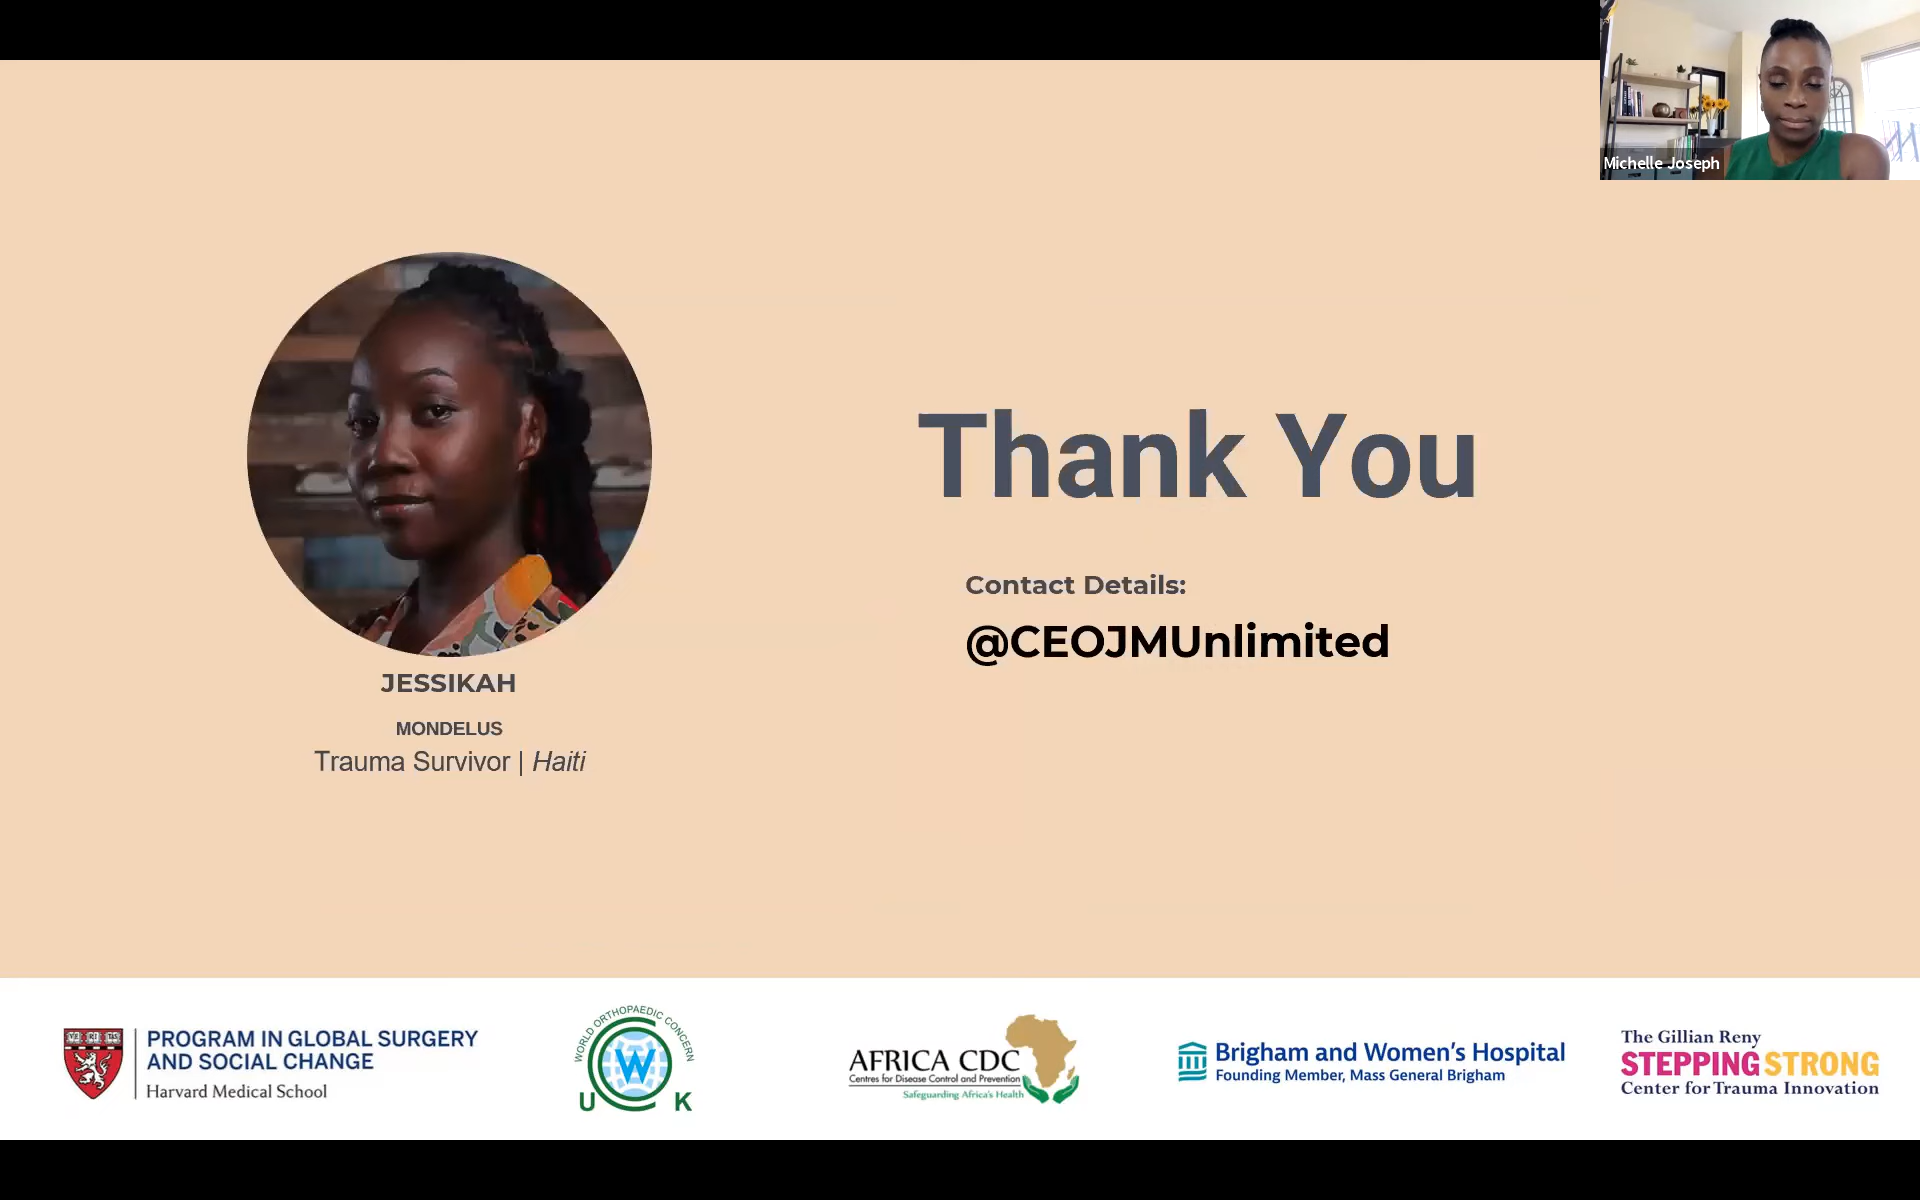 Michelle Joseph
Thank You
Contact Details:
@CEOJMUnlimited
JESSIKAH
MONDELUS
Trauma Survivor | Haiti
PROGRAM IN GLOBAL SURGERY
AND SOCIAL CHANGE
Harvard Medical School
WORLD ORTHOPAEDIC CONCERN
W
U K
AFRICA CDC
Centres for Disease Control and Prevention
Safeguarding Africa's Health
Brigham and Women's Hospital
Founding Member, Mass General Brigham
The Gillian Reny
STEPPING STRONG
Center for Trauma Innovation